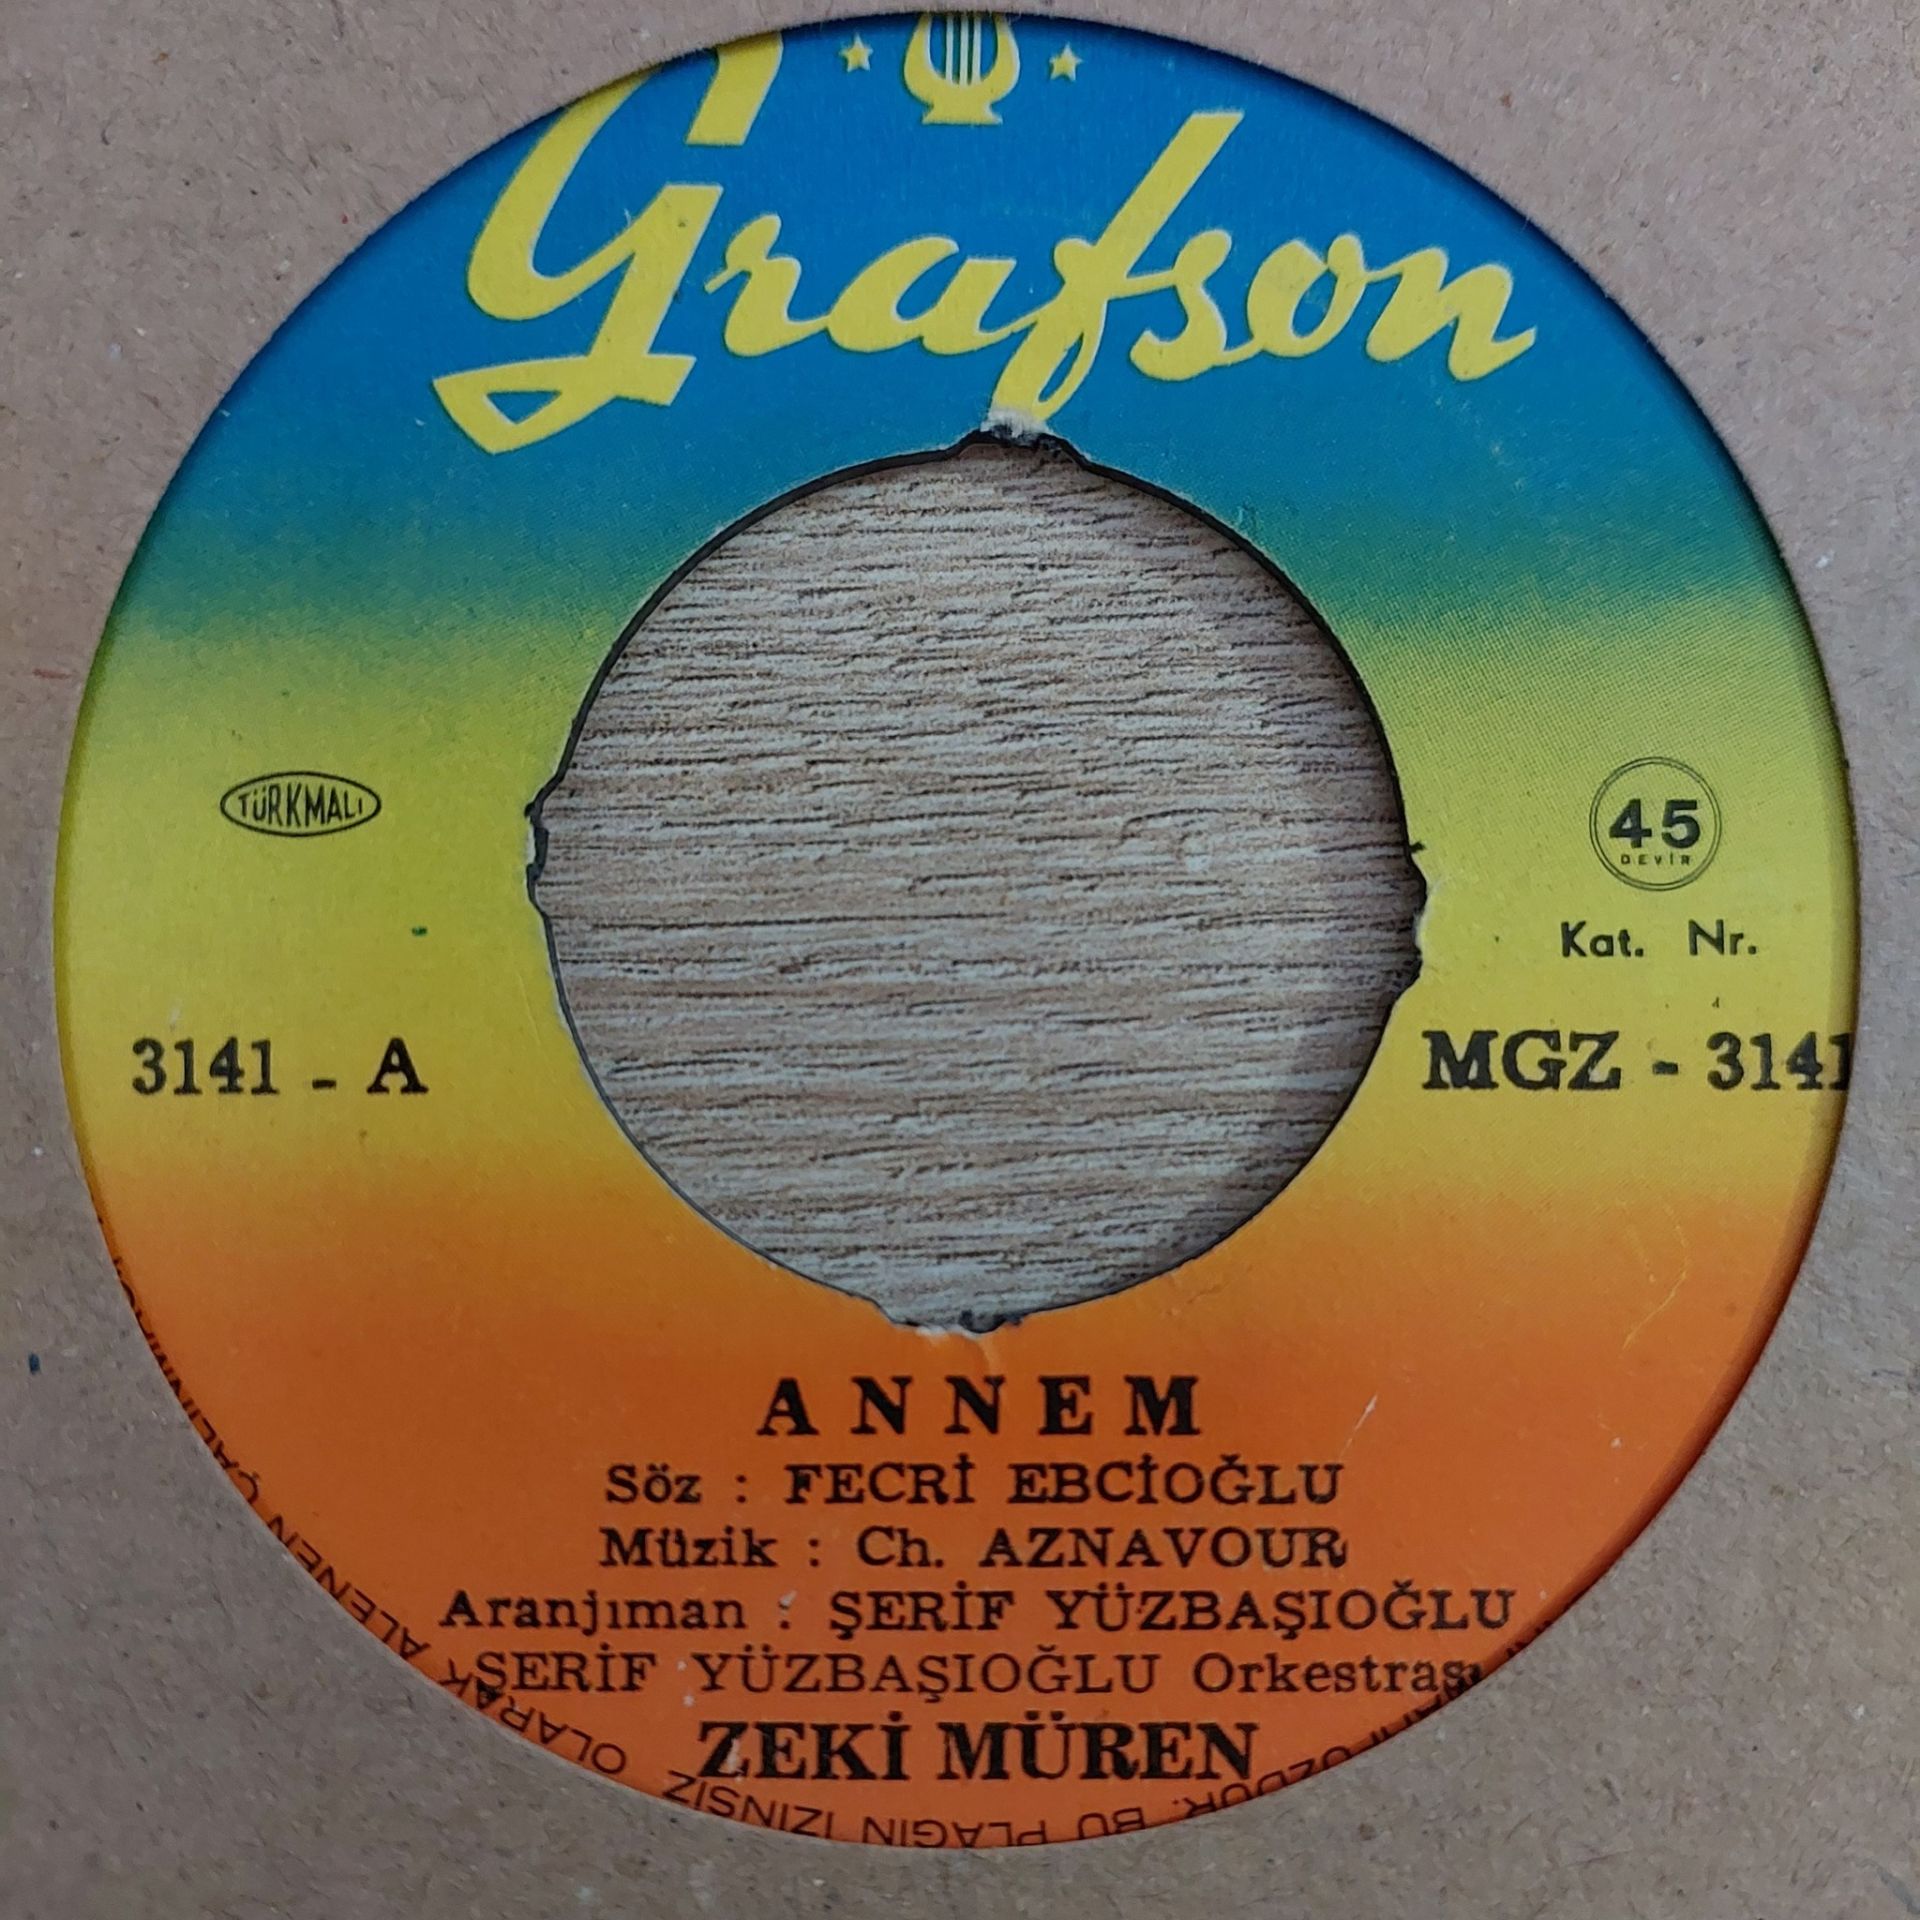 Grafson
TÜRKMALI
45
DEVİR
Kat. Nr.
3141 - A
MGZ - 3141
ANNEM
Söz : FECRİ EBCİOĞLU
Müzik : Ch. AZNAVOUR
Aranjıman : ŞERİF YÜZBAŞIOĞLU
ŞERİF YÜZBAŞIOĞLU Orkestrası
ZEKİ MÜREN
BU PLAĞIN İZİNSİZ OLARAK ALENEN